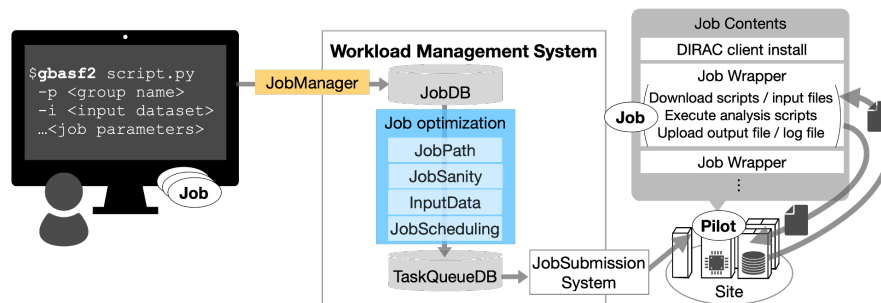 $gbasf2 script.py
-p <group name>
-i <input dataset>
…<job parameters>
Job
JobManager
Workload Management System
JobDB
Job optimization
JobPath
JobSanity
InputData
JobScheduling
TaskQueueDB
JobSubmission
System
Job Contents
DIRAC client install
Job Wrapper
Download scripts / input files
Execute analysis scripts
Upload output file / log file
Job
Job Wrapper
⋮
Pilot
Site